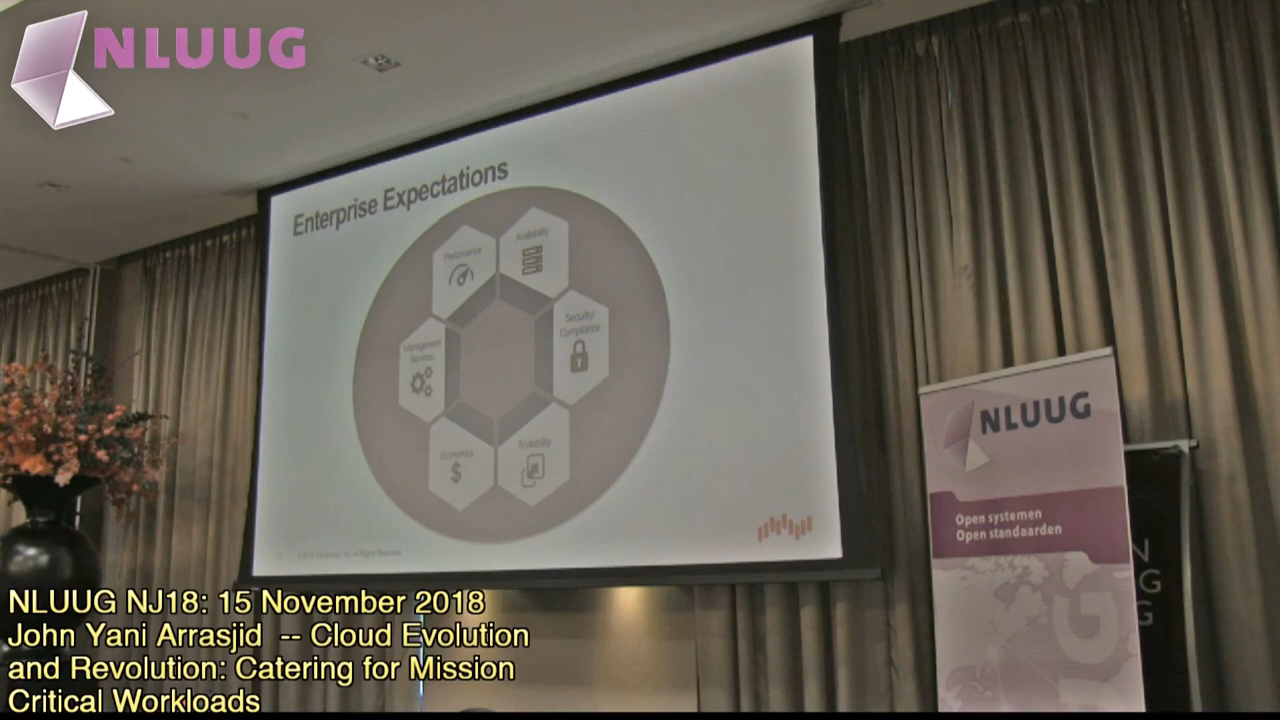 NLUUG
Enterprise Expectations
Performance
Availability
Security/
Compliance
Management
Services
Economics
$
Scalability
NLUUG
Open systemen
Open standaarden
N
G
G
NLUUG NJ18: 15 November 2018
John Yani Arrasjid -- Cloud Evolution
and Revolution: Catering for Mission
Critical Workloads